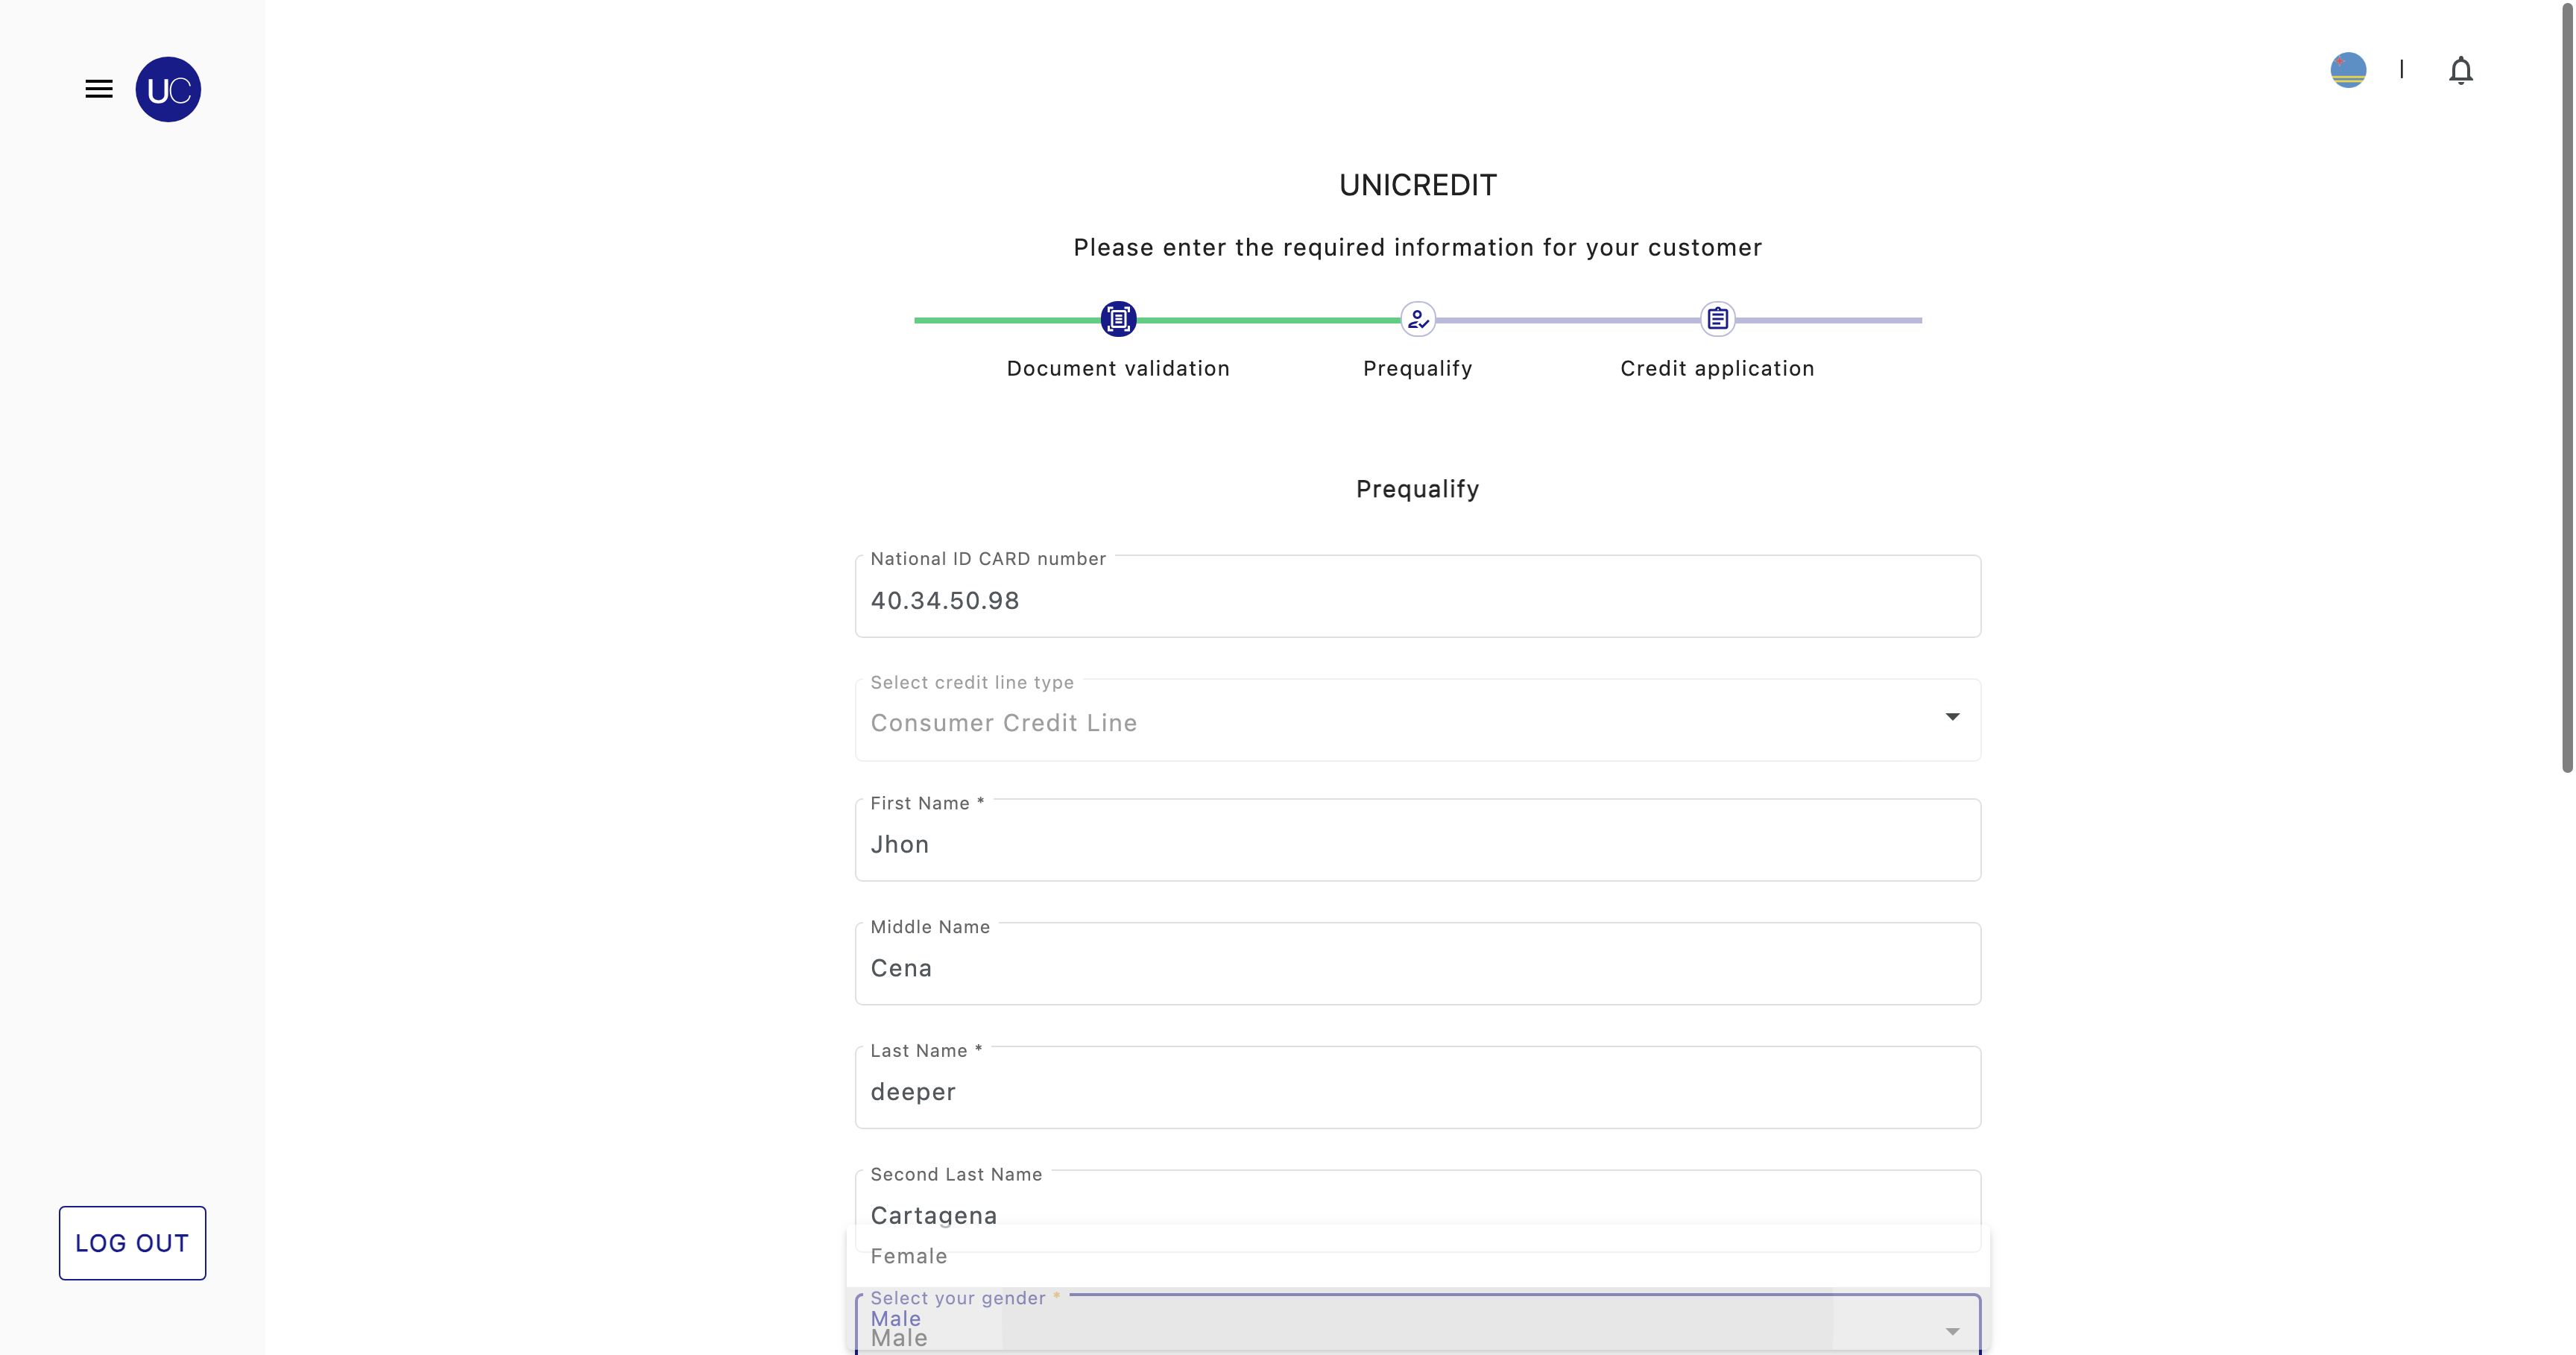 UC
UNICREDIT
Please enter the required information for your customer
Document validation
Prequalify
Credit application
Prequalify
National ID CARD number
40.34.50.98
Select credit line type
Consumer Credit Line
First Name *
Jhon
Middle Name
Cena
Last Name *
deeper
Second Last Name
Cartagena
Female
Select your gender *
Male
Male
LOG OUT